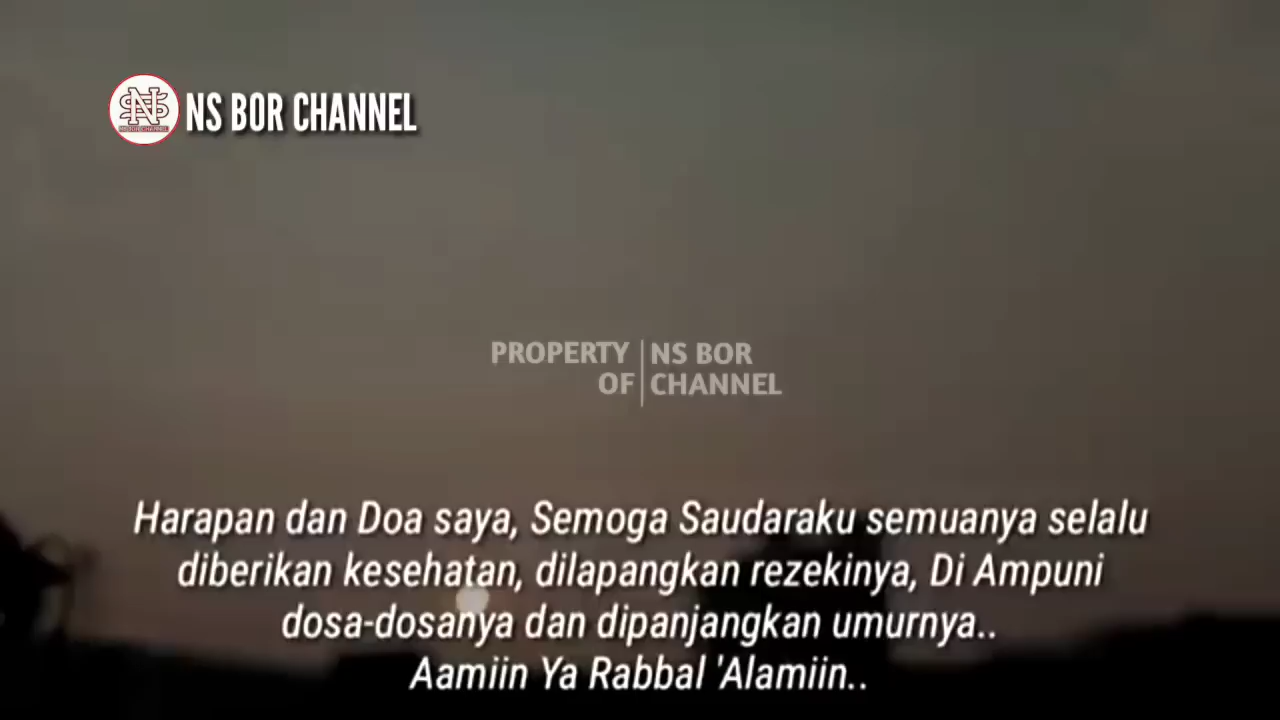 NS BOR CHANNEL
PROPERTY OF
NS BOR CHANNEL
Harapan dan Doa saya, Semoga Saudaraku semuanya selalu
diberikan kesehatan, dilapangkan rezekinya, Di Ampuni
dosa-dosanya dan dipanjangkan umurnya..
Aamiin Ya Rabbal 'Alamiin..